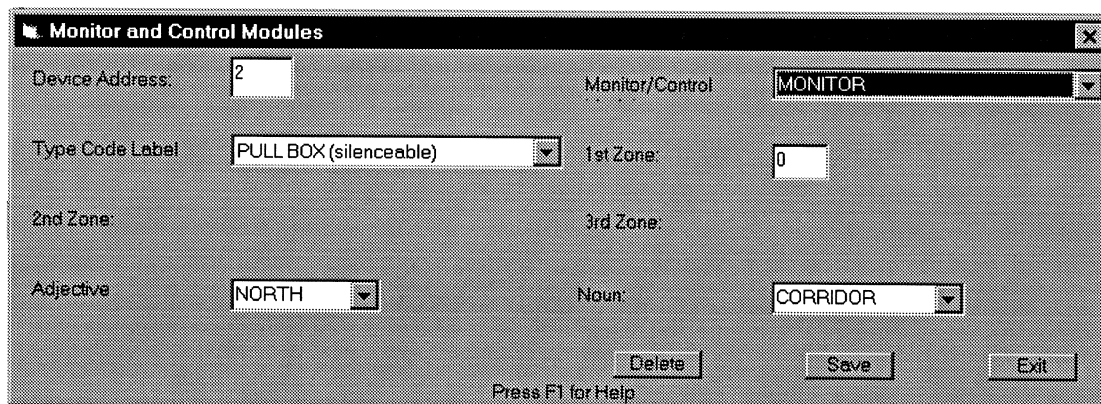 Monitor and Control Modules
Device Address: 2 Monitor/Control MONITOR
Type Code Label PULL BOX (silenceable) 1st Zone: 0
2nd Zone: 3rd Zone:
Adjective NORTH Noun: CORRIDOR
Delete Save Exit
Press F1 for Help